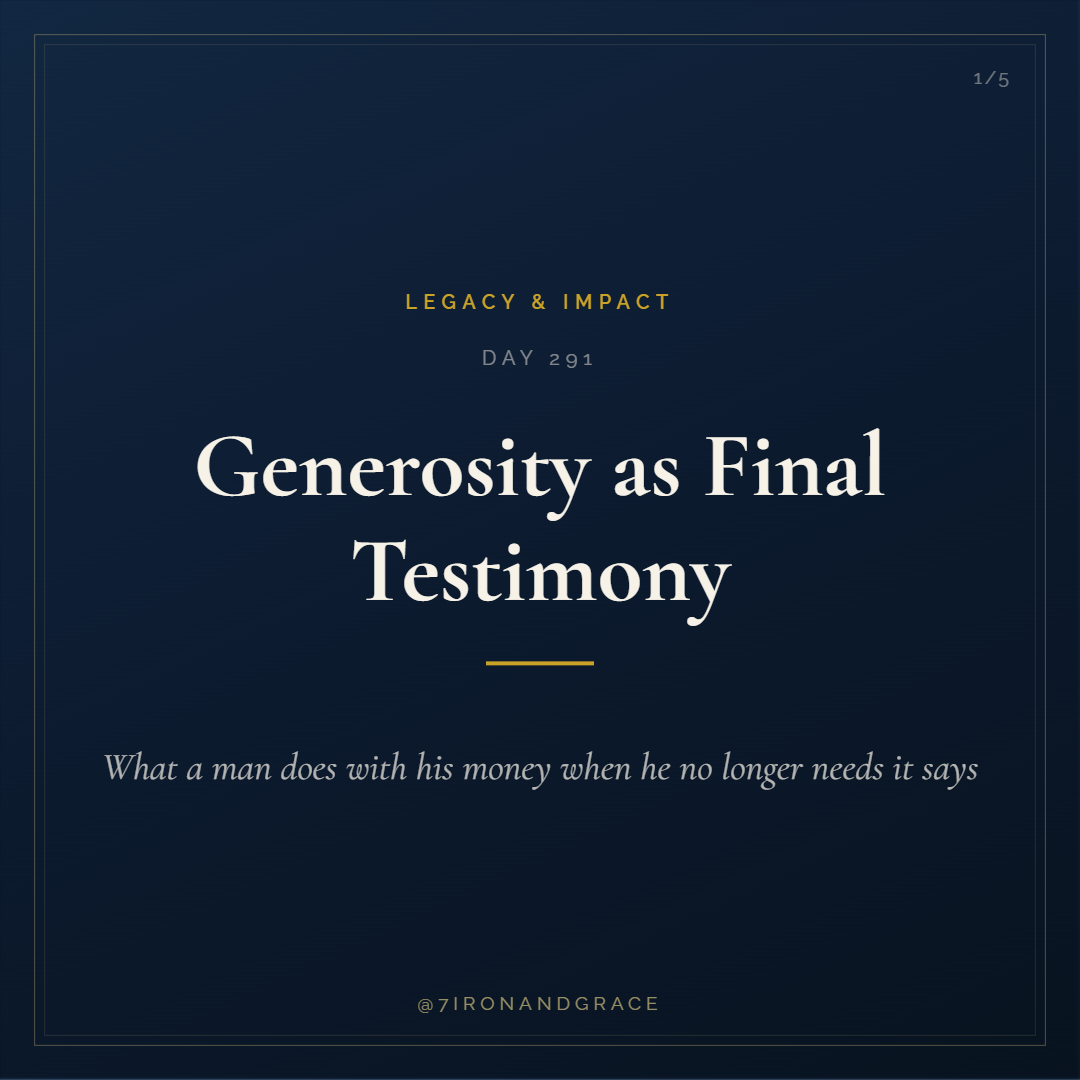 1/5
LEGACY & IMPACT
DAY 291
Generosity as Final
Testimony
What a man does with his money when he no longer needs it says
@7IRONANDGRACE